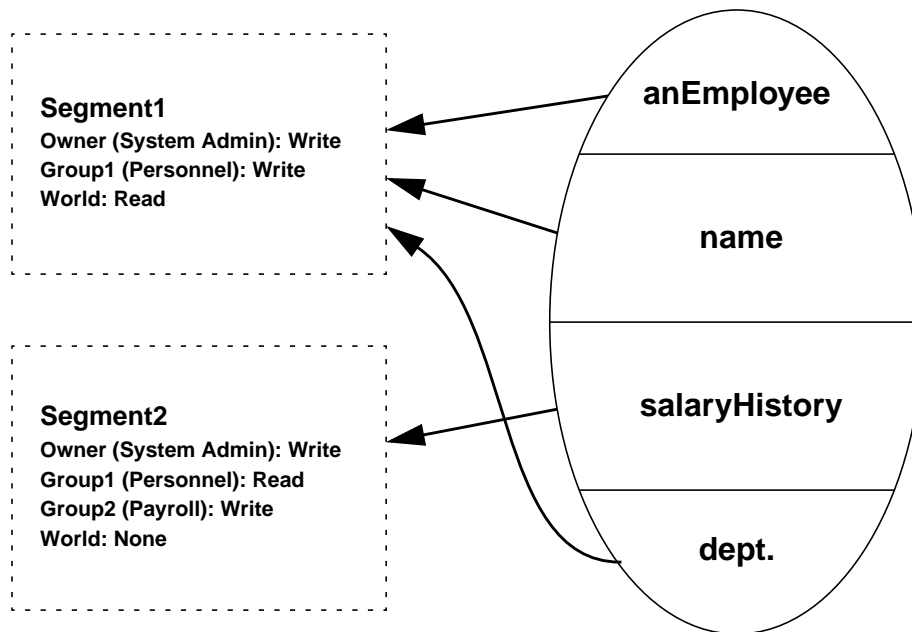 Segment1
Owner (System Admin): Write
Group1 (Personnel): Write
World: Read
Segment2
Owner (System Admin): Write
Group1 (Personnel): Read
Group2 (Payroll): Write
World: None
anEmployee
name
salaryHistory
dept.